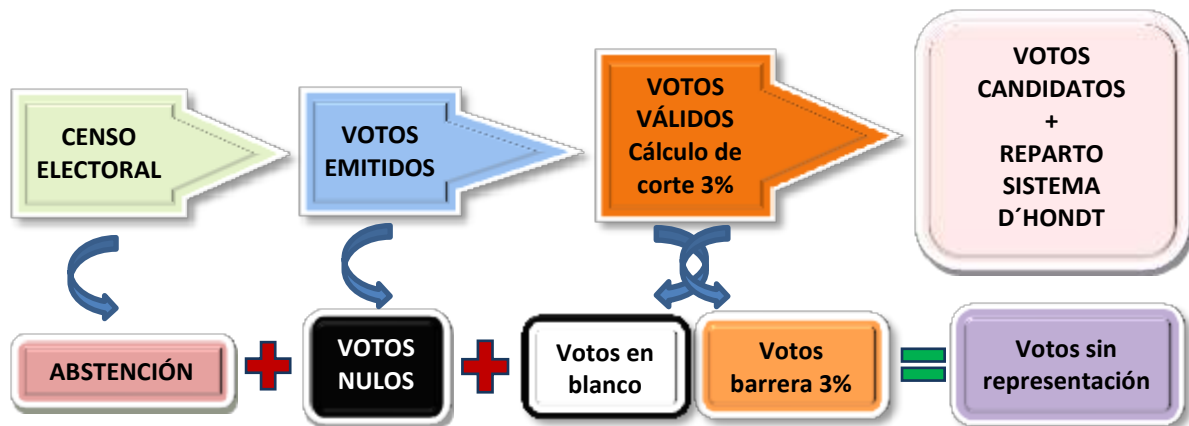 CENSO
ELECTORAL
VOTOS
EMITIDOS
VOTOS
VÁLIDOS
Cálculo de
corte 3%
VOTOS
CANDIDATOS
+
REPARTO
SISTEMA
D´HONDT
ABSTENCIÓN
VOTOS
NULOS
Votos en
blanco
Votos
barrera 3%
Votos sin
representación